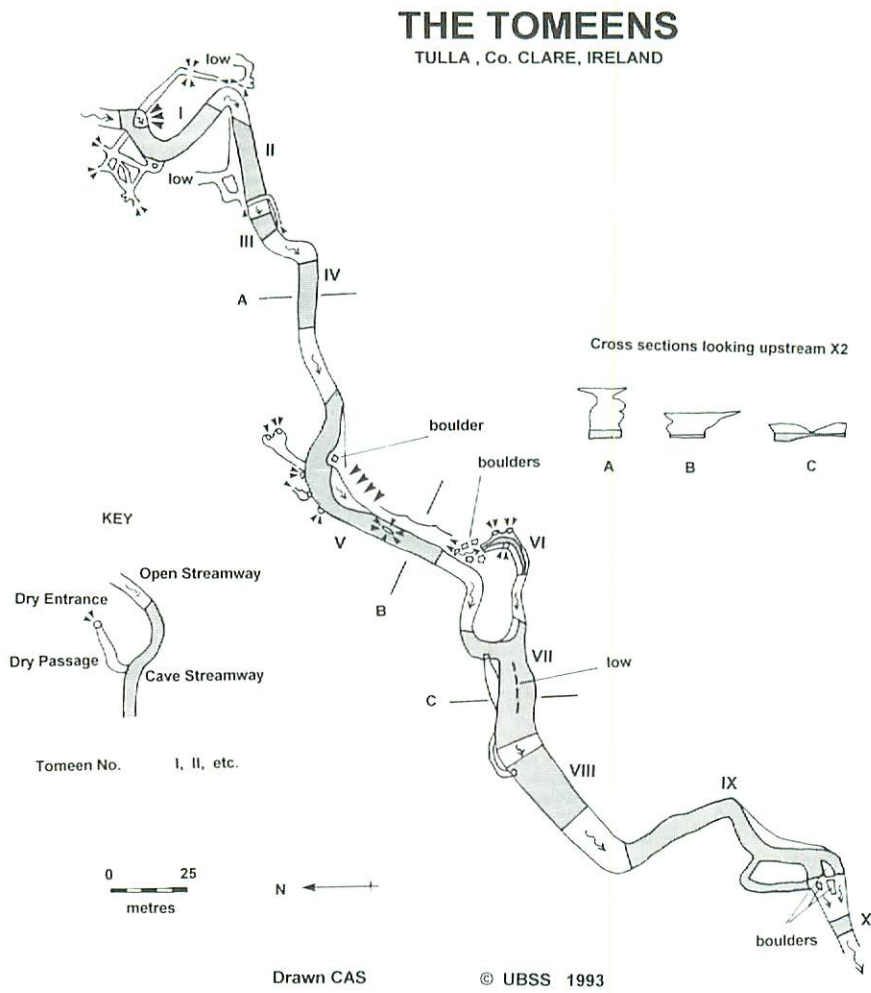 THE TOMEENS
TULLA , Co. CLARE, IRELAND
low
I
II
low
III
IV
A
Cross sections looking upstream X2
A
B
C
boulder
boulders
KEY
V
VI
Open Streamway
Dry Entrance
B
Dry Passage
Cave Streamway
VII
low
C
Tomeen No. I, II, etc.
VIII
IX
0 25
metres
N
X
boulders
Drawn CAS
© UBSS 1993